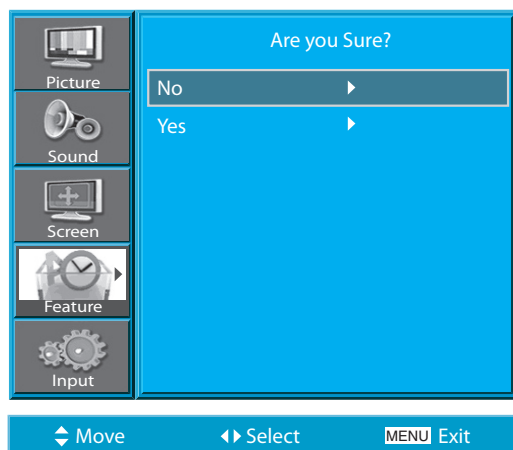 Picture
Sound
Screen
Feature
Input
Are you Sure?
No
Yes
Move Select MENU Exit